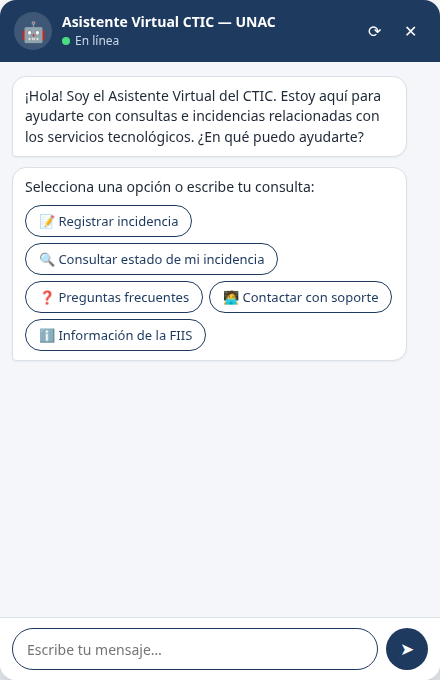 Asistente Virtual CTIC — UNAC
En línea
¡Hola! Soy el Asistente Virtual del CTIC. Estoy aquí para
ayudarte con consultas e incidencias relacionadas con
los servicios tecnológicos. ¿En qué puedo ayudarte?
Selecciona una opción o escribe tu consulta:
📝 Registrar incidencia
🔍 Consultar estado de mi incidencia
❓ Preguntas frecuentes
🧑‍💻 Contactar con soporte
ℹ️ Información de la FIIS
Escribe tu mensaje...